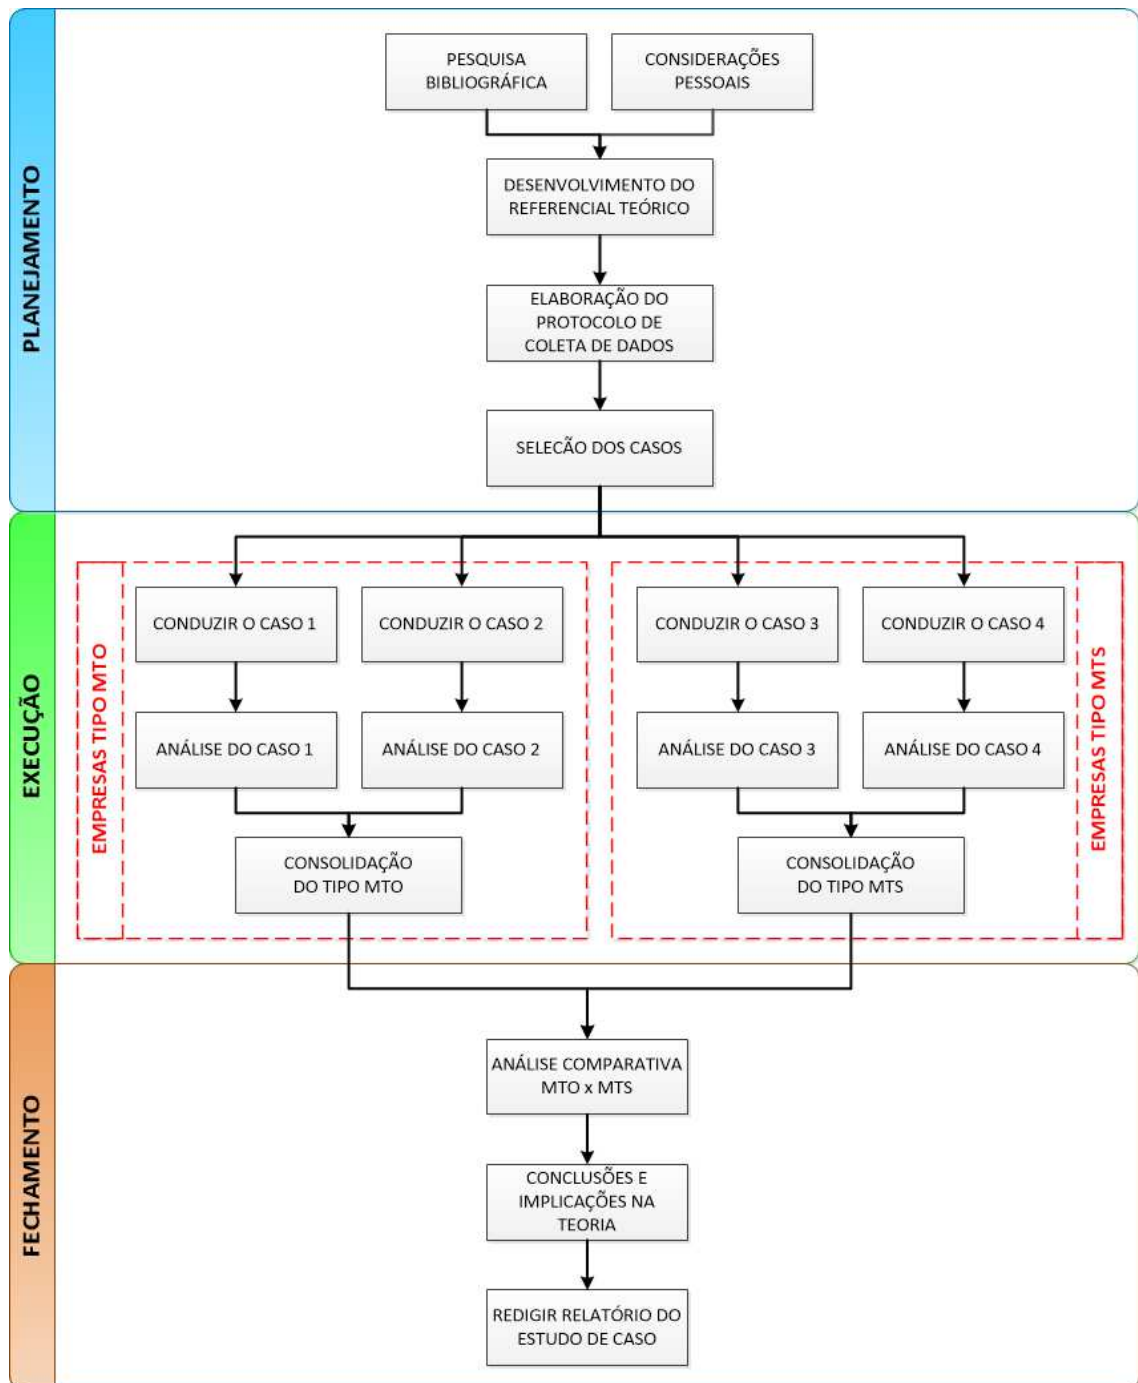 PLANEJAMENTO
PESQUISA
BIBLIOGRÁFICA
CONSIDERAÇÕES
PESSOAIS
DESENVOLVIMENTO DO
REFERENCIAL TEÓRICO
ELABORAÇÃO DO
PROTOCOLO DE
COLETA DE DADOS
SELECÃO DOS CASOS
EXECUÇÃO
EMPRESAS TIPO MTO
CONDUZIR O CASO 1
CONDUZIR O CASO 2
CONDUZIR O CASO 3
CONDUZIR O CASO 4
EMPRESAS TIPO MTS
ANÁLISE DO CASO 1
ANÁLISE DO CASO 2
ANÁLISE DO CASO 3
ANÁLISE DO CASO 4
CONSOLIDAÇÃO
DO TIPO MTO
CONSOLIDAÇÃO
DO TIPO MTS
FECHAMENTO
ANÁLISE COMPARATIVA
MTO x MTS
CONCLUSÕES E
IMPLICAÇÕES NA
TEORIA
REDIGIR RELATÓRIO DO
ESTUDO DE CASO